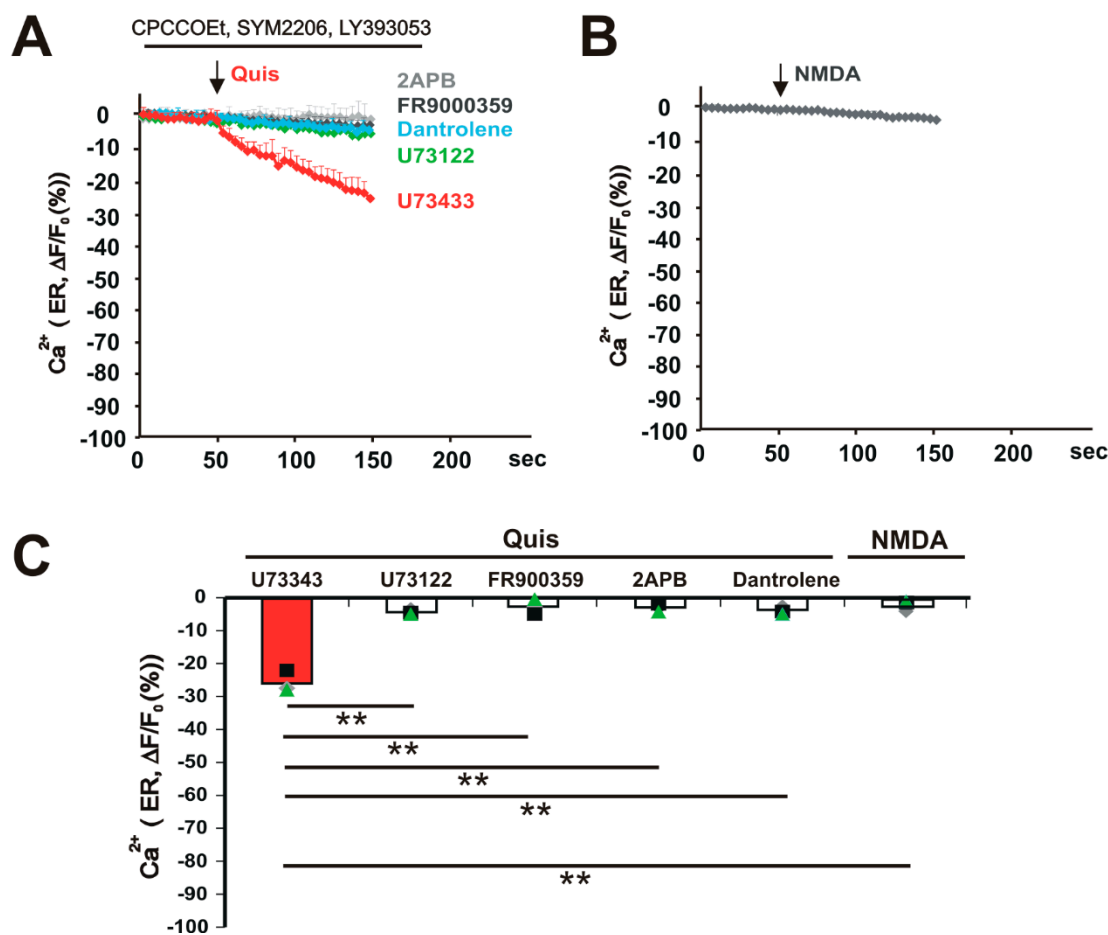 A
CPCCOEt, SYM2206, LY393053
Quis
2APB
FR9000359
Dantrolene
U73122
U73433
Ca2+ ( ER, ΔF/F0 (%))
0
-10
-20
-30
-40
-50
-60
-70
-80
-90
-100
0 50 100 150 200 sec
B
NMDA
Ca2+ ( ER, ΔF/F0 (%))
0
-10
-20
-30
-40
-50
-60
-70
-80
-90
-100
0 50 100 150 200 sec
C
Quis NMDA
U73343 U73122 FR900359 2APB Dantrolene
Ca2+ ( ER, ΔF/F0 (%))
0
-10
-20
-30
-40
-50
-60
-70
-80
-90
-100
**
**
**
**
**